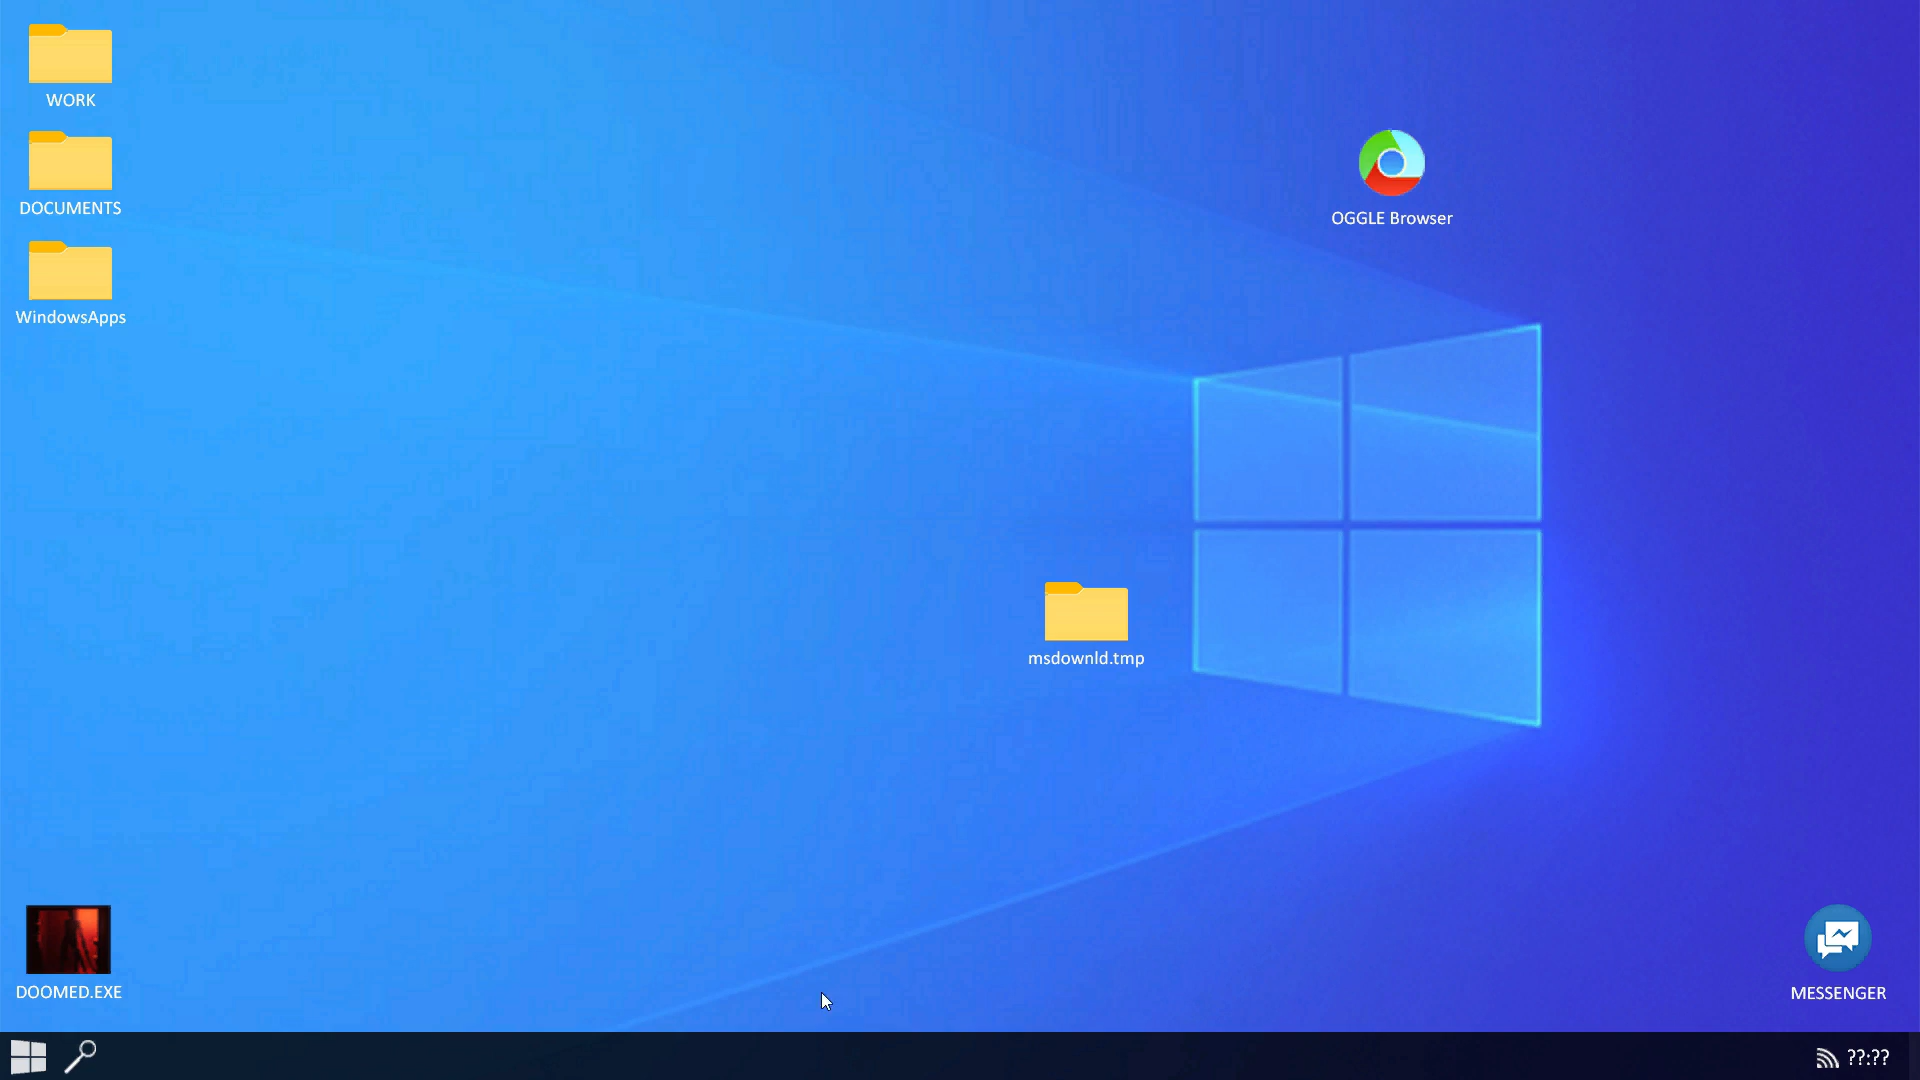 WORK
DOCUMENTS
WindowsApps
OGGLE Browser
msdownld.tmp
DOOMED.EXE
MESSENGER
??:??